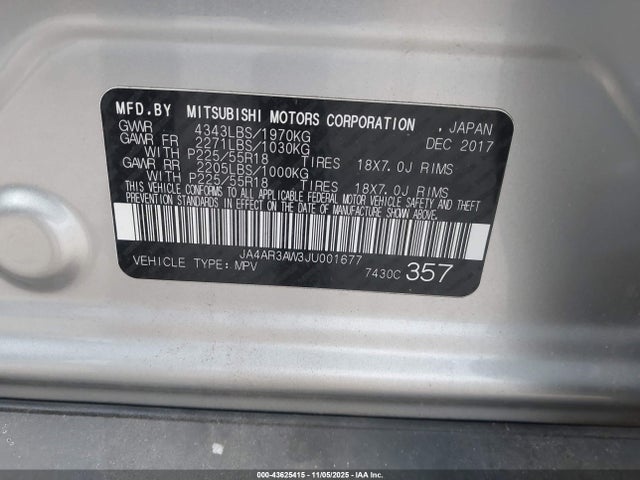 MFD.BY MITSUBISHI MOTORS CORPORATION , JAPAN
GVWR 4343LBS/1970KG DEC 2017
GAWR FR 2271LBS/1030KG
WITH P225/55R18 TIRES 18X7.0J RIMS
GAWR RR 2205LBS/1000KG
WITH P225/55R18 TIRES 18X7.0J RIMS
THIS VEHICLE CONFORMS TO ALL APPLICABLE FEDERAL MOTOR VEHICLE SAFETY AND THEFT
PREVENTION STANDARDS IN EFFECT ON THE DATE OF MANUFACTURE SHOWN ABOVE.
JA4AR3AW3JU001677
VEHICLE TYPE: MPV 7430C 357
000-43625415 - 11/05/2025 - IAA Inc.